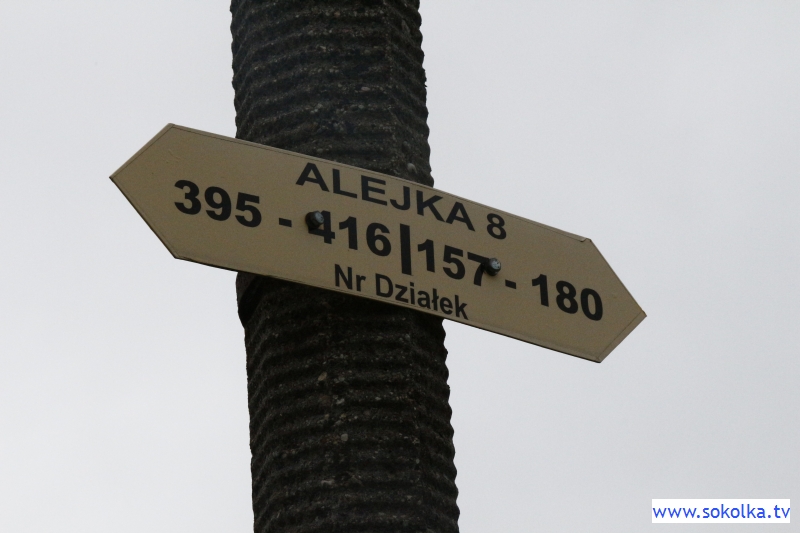 ALEJKA 8
395 - 416 | 157 - 180
Nr Działek
www.sokolka.tv